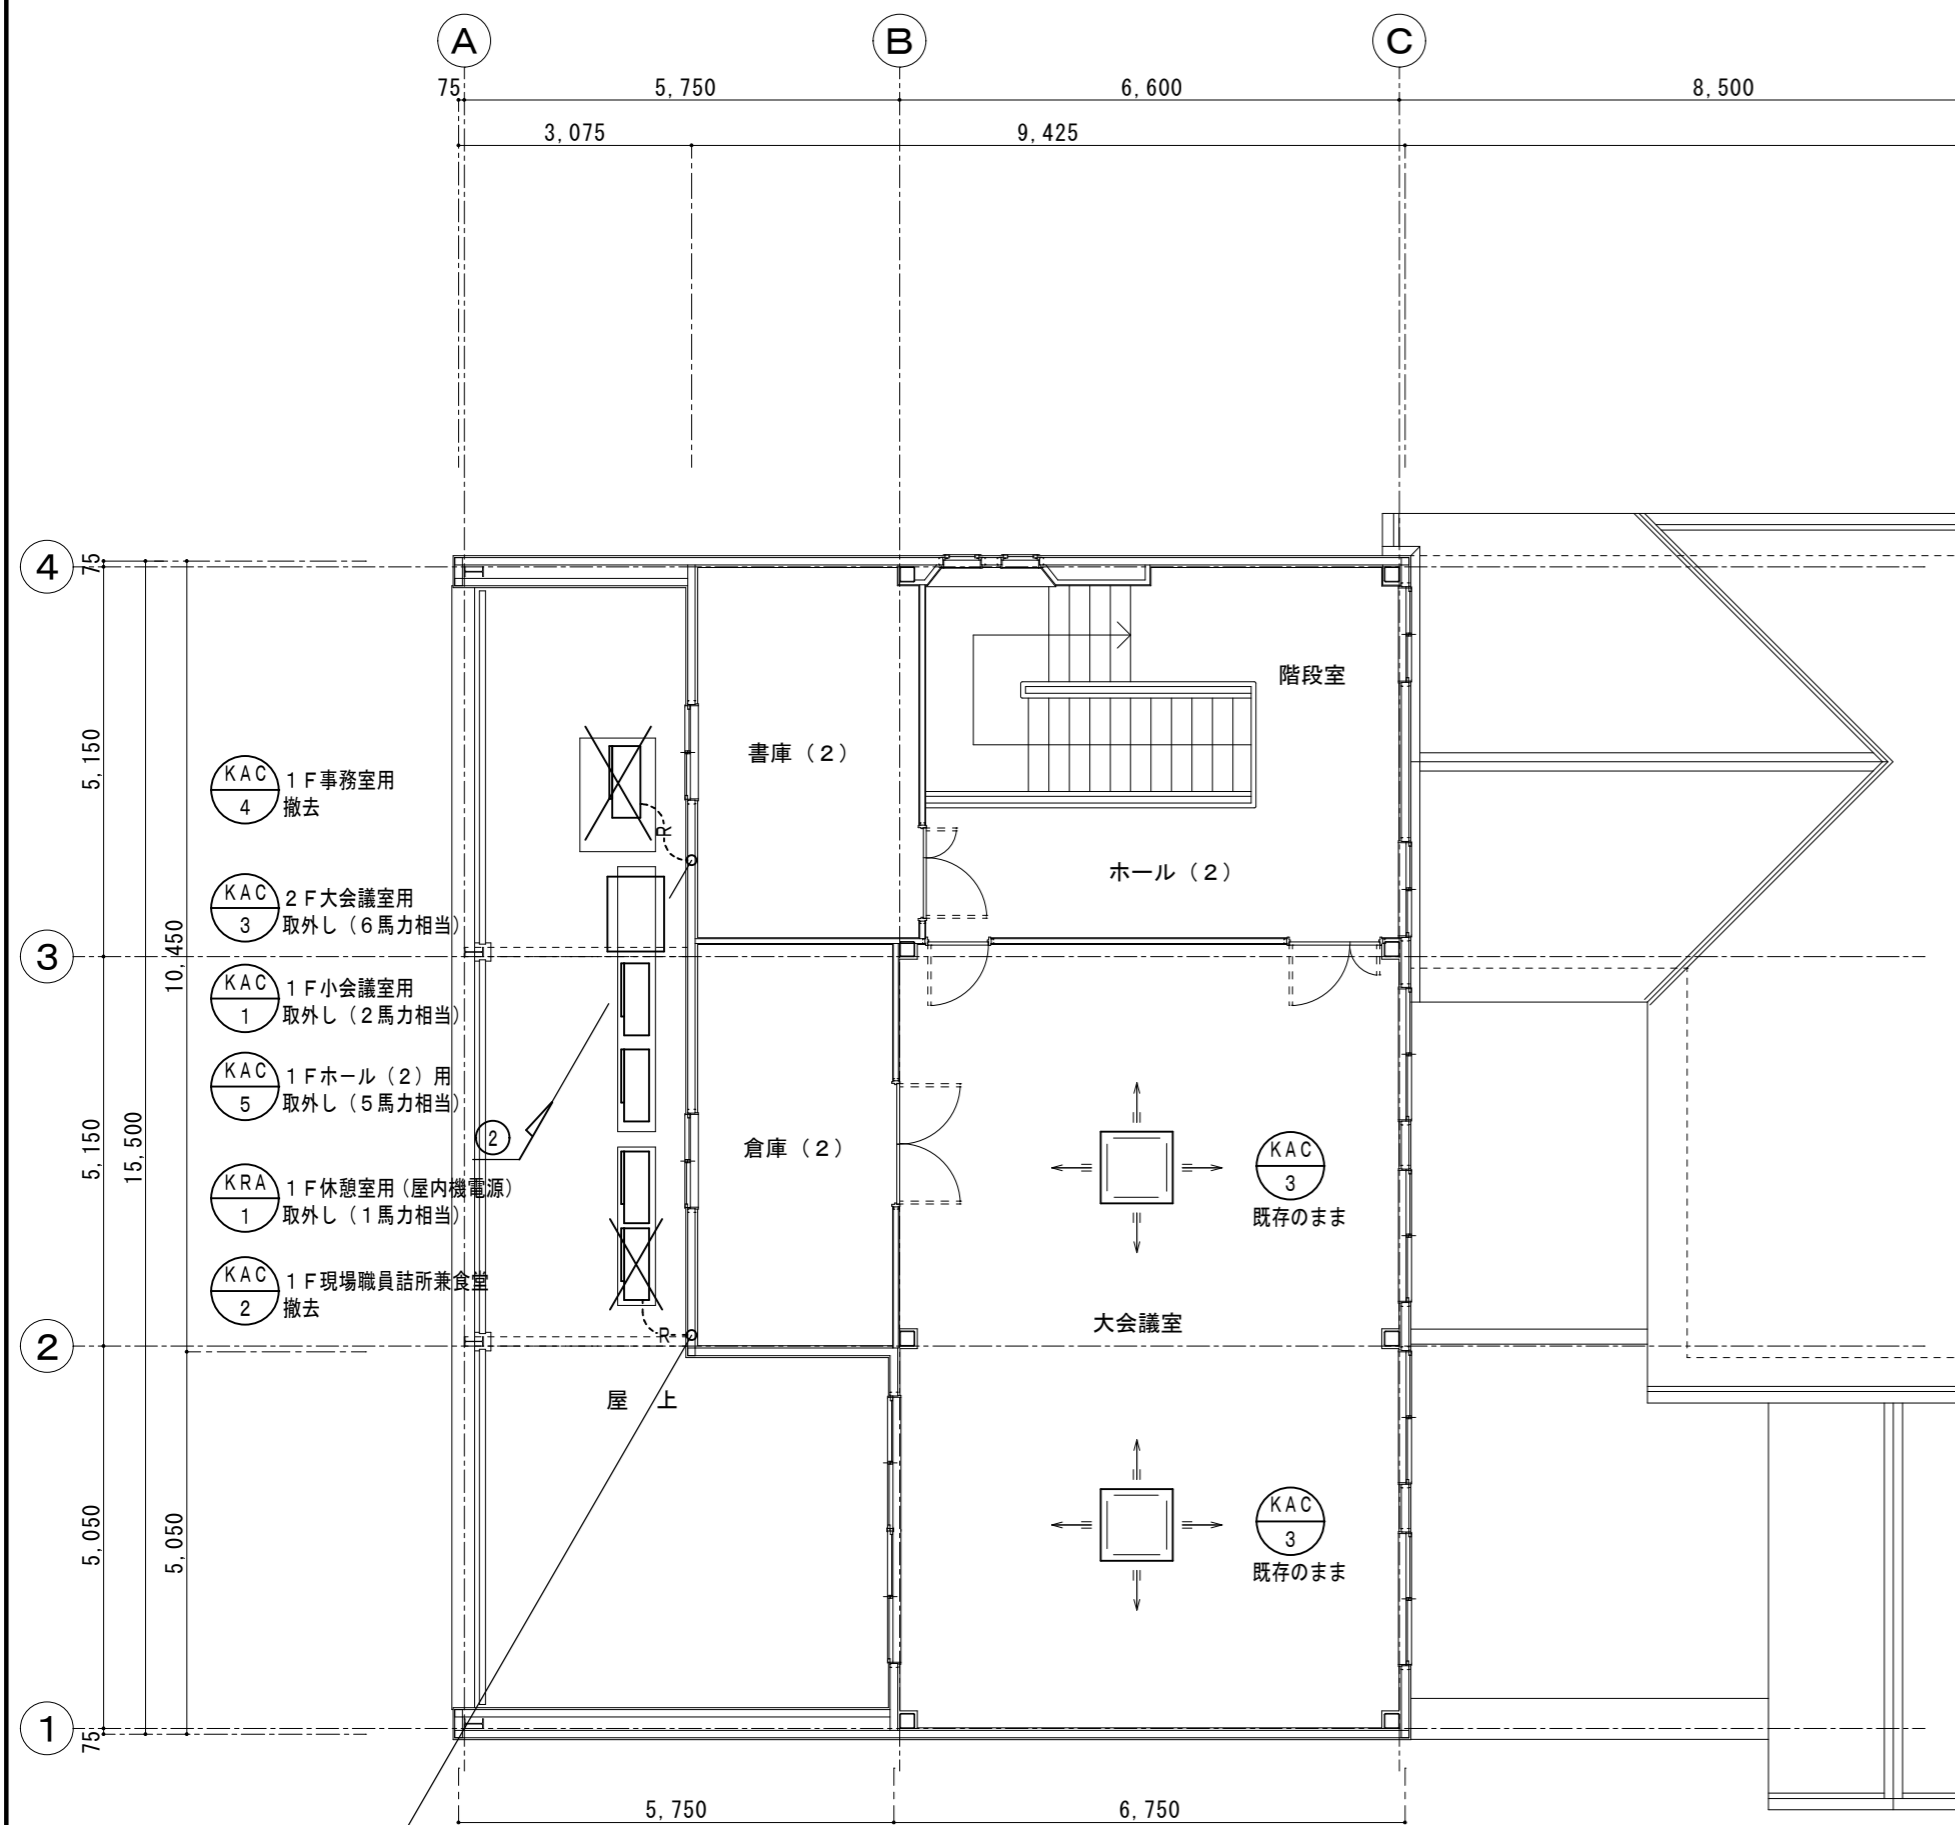 A
B
C
75
5,750
6,600
8,500
3,075
9,425
4
75
5,150
階段室
書庫(2)
KAC
4
1F事務室用
撤去
R
ホール(2)
KAC
3
2F大会議室用
取外し(6馬力相当)
10,450
3
KAC
1
1F小会議室用
取外し(2馬力相当)
KAC
5
1Fホール(2)用
取外し(5馬力相当)
2
5,150
15,500
倉庫(2)
KAC
3
既存のまま
KRA
1
1F休憩室用(屋内機電源)
取外し(1馬力相当)
KAC
2
1F現場職員詰所兼食堂
撤去
R
大会議室
2
屋 上
5,050
5,050
KAC
3
既存のまま
1
75
5,750
6,750